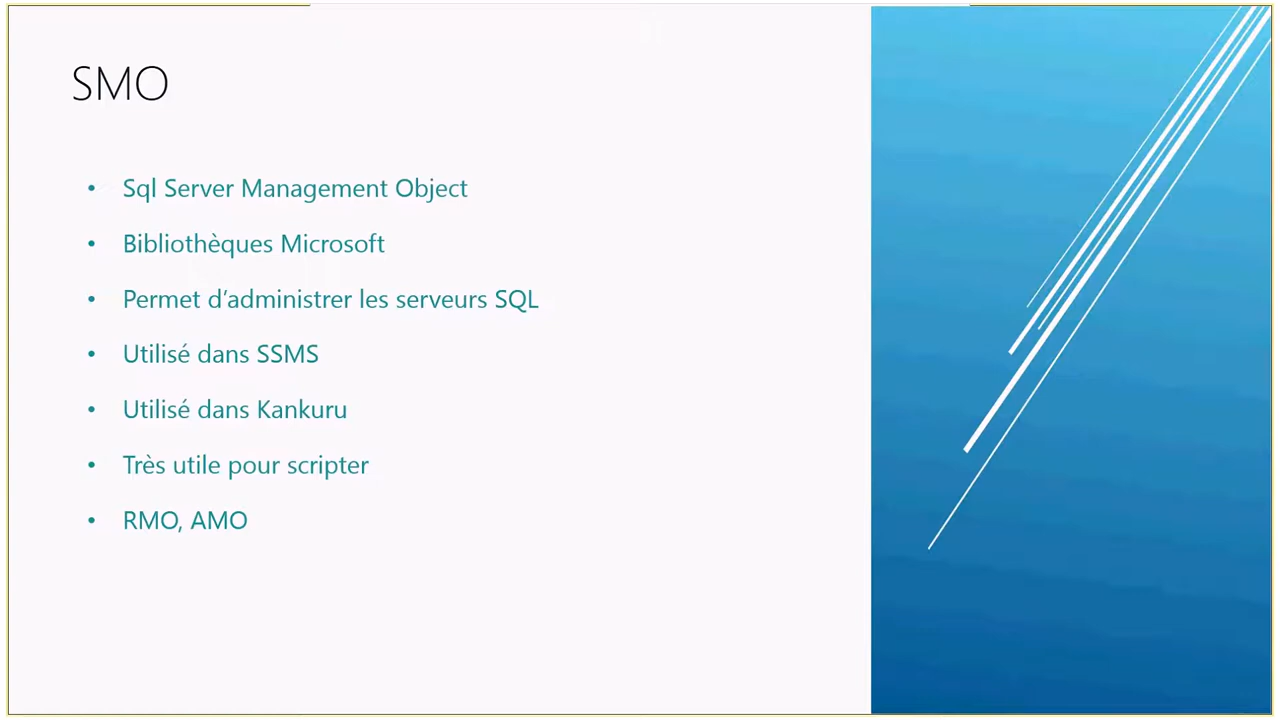 SMO
• Sql Server Management Object
• Bibliothèques Microsoft
• Permet d’administrer les serveurs SQL
• Utilisé dans SSMS
• Utilisé dans Kankuru
• Très utile pour scripter
• RMO, AMO